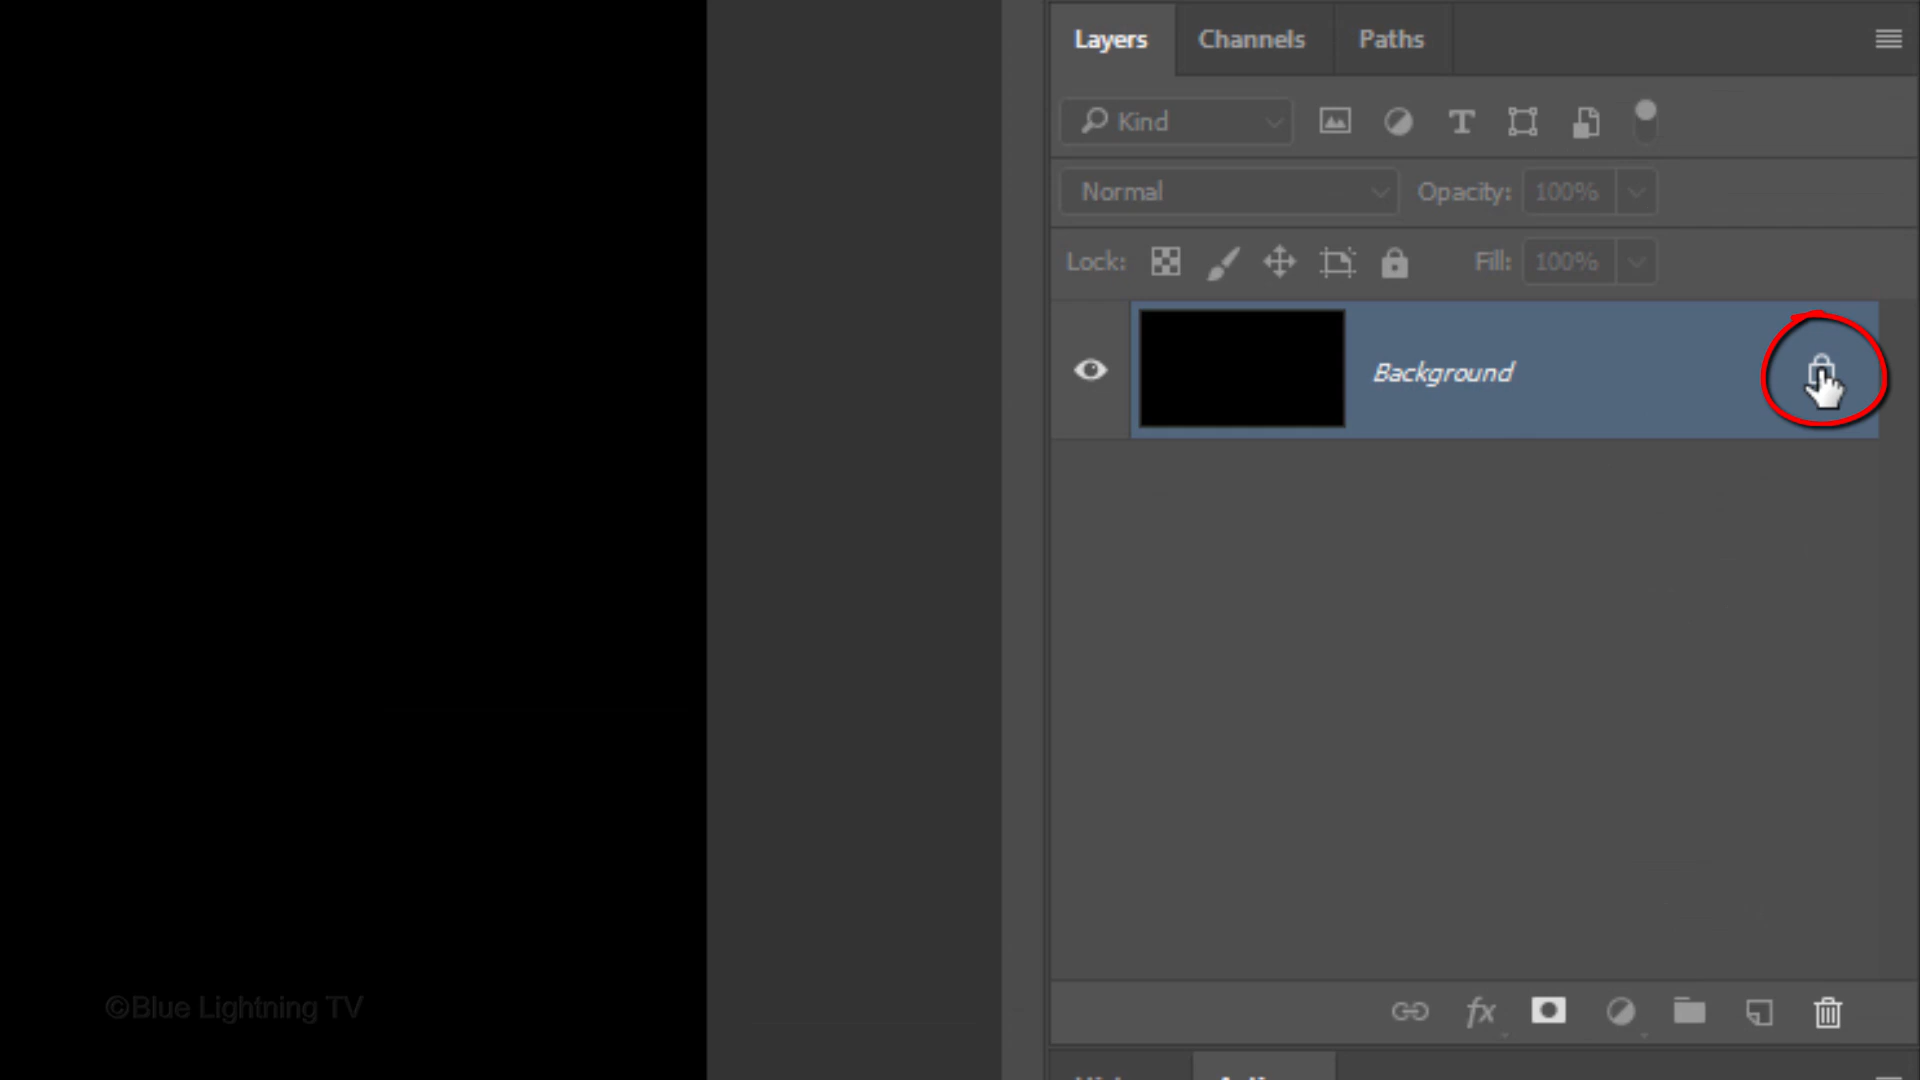 Layers Channels Paths
Kind
Normal Opacity: 100%
Lock: Fill: 100%
Background
fx
©Blue Lightning TV